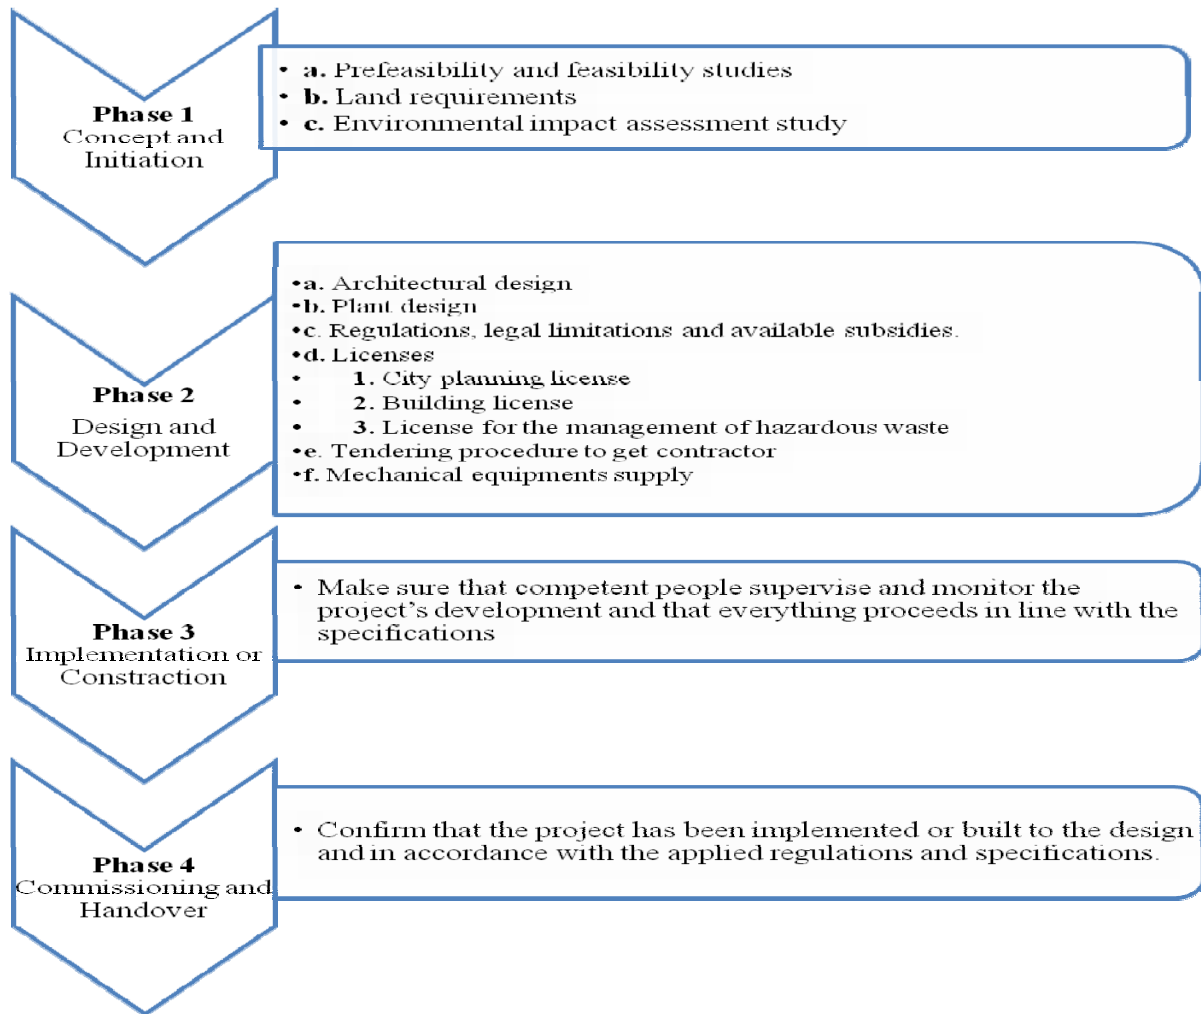 Phase 1
Concept and
Initiation
• a. Prefeasibility and feasibility studies
• b. Land requirements
• c. Environmental impact assessment study
Phase 2
Design and
Development
•a. Architectural design
•b. Plant design
•c. Regulations, legal limitations and available subsidies.
•d. Licenses
• 1. City planning license
• 2. Building license
• 3. License for the management of hazardous waste
•e. Tendering procedure to get contractor
•f. Mechanical equipments supply
Phase 3
Implementation or
Constraction
• Make sure that competent people supervise and monitor the
project's development and that everything proceeds in line with the
specifications
Phase 4
Commissioning and
Handover
• Confirm that the project has been implemented or built to the design
and in accordance with the applied regulations and specifications.